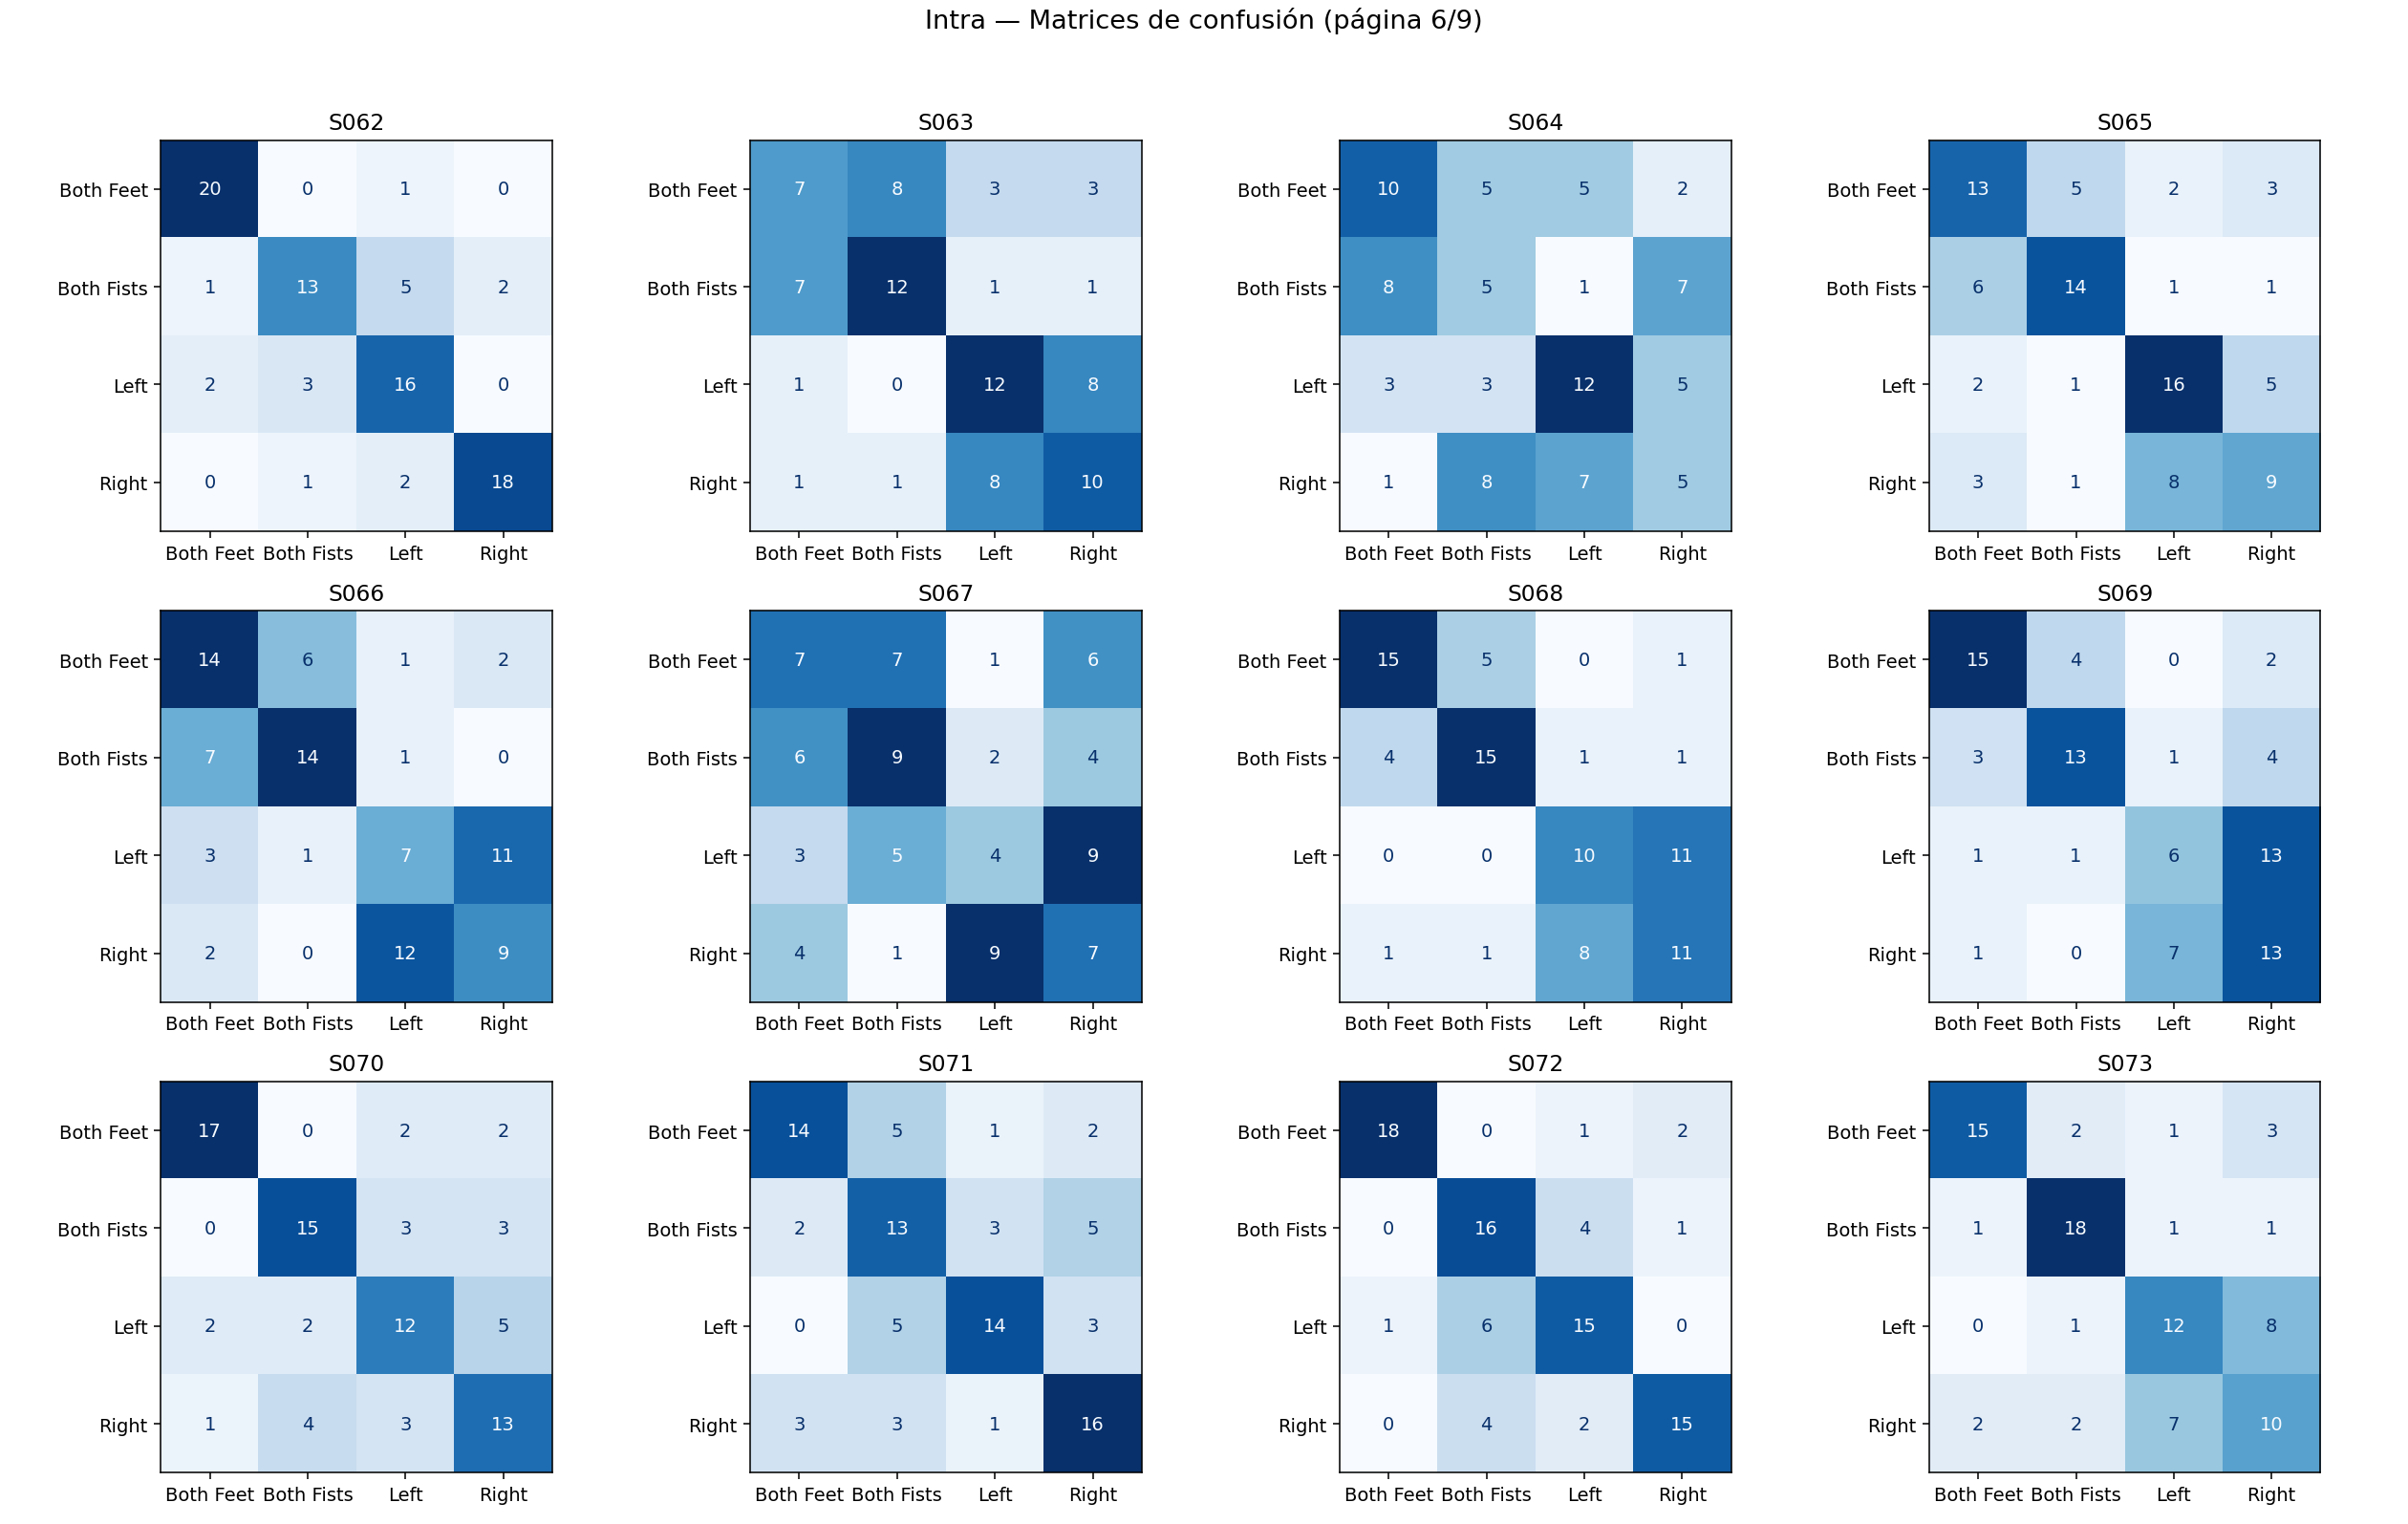 Intra — Matrices de confusión (página 6/9)
S062 S063 S064 S065
Both Feet 20 0 1 0 Both Feet 7 8 3 3 Both Feet 10 5 5 2 Both Feet 13 5 2 3
Both Fists 1 13 5 2 Both Fists 7 12 1 1 Both Fists 8 5 1 7 Both Fists 6 14 1 1
Left 2 3 16 0 Left 1 0 12 8 Left 3 3 12 5 Left 2 1 16 5
Right 0 1 2 18 Right 1 1 8 10 Right 1 8 7 5 Right 3 1 8 9
Both Feet Both Fists Left Right Both Feet Both Fists Left Right Both Feet Both Fists Left Right Both Feet Both Fists Left Right
S066 S067 S068 S069
Both Feet 14 6 1 2 Both Feet 7 7 1 6 Both Feet 15 5 0 1 Both Feet 15 4 0 2
Both Fists 7 14 1 0 Both Fists 6 9 2 4 Both Fists 4 15 1 1 Both Fists 3 13 1 4
Left 3 1 7 11 Left 3 5 4 9 Left 0 0 10 11 Left 1 1 6 13
Right 2 0 12 9 Right 4 1 9 7 Right 1 1 8 11 Right 1 0 7 13
Both Feet Both Fists Left Right Both Feet Both Fists Left Right Both Feet Both Fists Left Right Both Feet Both Fists Left Right
S070 S071 S072 S073
Both Feet 17 0 2 2 Both Feet 14 5 1 2 Both Feet 18 0 1 2 Both Feet 15 2 1 3
Both Fists 0 15 3 3 Both Fists 2 13 3 5 Both Fists 0 16 4 1 Both Fists 1 18 1 1
Left 2 2 12 5 Left 0 5 14 3 Left 1 6 15 0 Left 0 1 12 8
Right 1 4 3 13 Right 3 3 1 16 Right 0 4 2 15 Right 2 2 7 10
Both Feet Both Fists Left Right Both Feet Both Fists Left Right Both Feet Both Fists Left Right Both Feet Both Fists Left Right